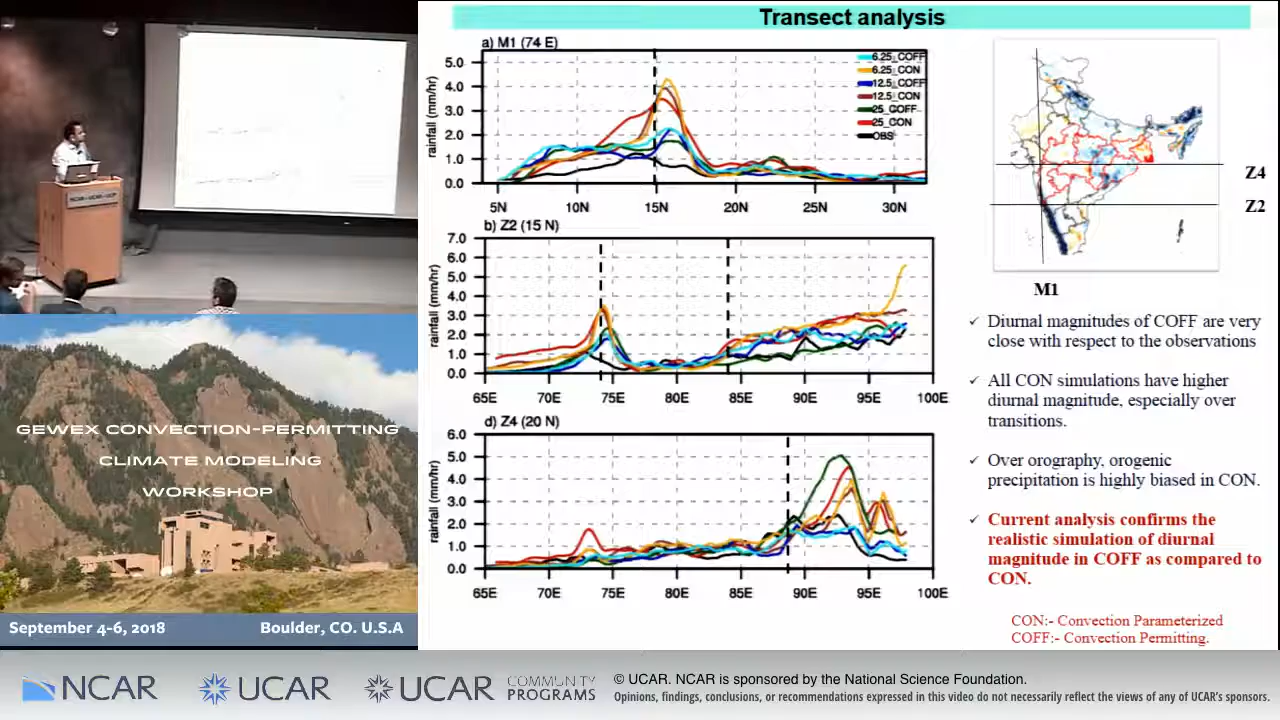 Transect analysis
a) M1 (74 E)
rainfall (mm/hr)
5.0
4.0
3.0
2.0
1.0
0.0
5N 10N 15N 20N 25N 30N
6.25_COFF
6.25_CON
12.5_COFF
12.5_CON
25_COFF
25_CON
OBS
b) Z2 (15 N)
rainfall (mm/hr)
7.0
6.0
5.0
4.0
3.0
2.0
1.0
0.0
65E 70E 75E 80E 85E 90E 95E 100E
d) Z4 (20 N)
rainfall (mm/hr)
6.0
5.0
4.0
3.0
2.0
1.0
0.0
65E 70E 75E 80E 85E 90E 95E 100E
Z4
Z2
M1
✓ Diurnal magnitudes of COFF are very
close with respect to the observations
✓ All CON simulations have higher
diurnal magnitude, especially over
transitions.
✓ Over orography, orogenic
precipitation is highly biased in CON.
✓ Current analysis confirms the
realistic simulation of diurnal
magnitude in COFF as compared to
CON.
CON:- Convection Parameterized
COFF:- Convection Permitting.
NCAR-UCAR-UCP
GEWEX CONVECTION-PERMITTING
CLIMATE MODELING
WORKSHOP
September 4-6, 2018 Boulder, CO. U.S.A
NCAR UCAR UCAR COMMUNITY
PROGRAMS
© UCAR. NCAR is sponsored by the National Science Foundation.
Opinions, findings, conclusions, or recommendations expressed in this video do not necessarily reflect the views of any of UCAR's sponsors.